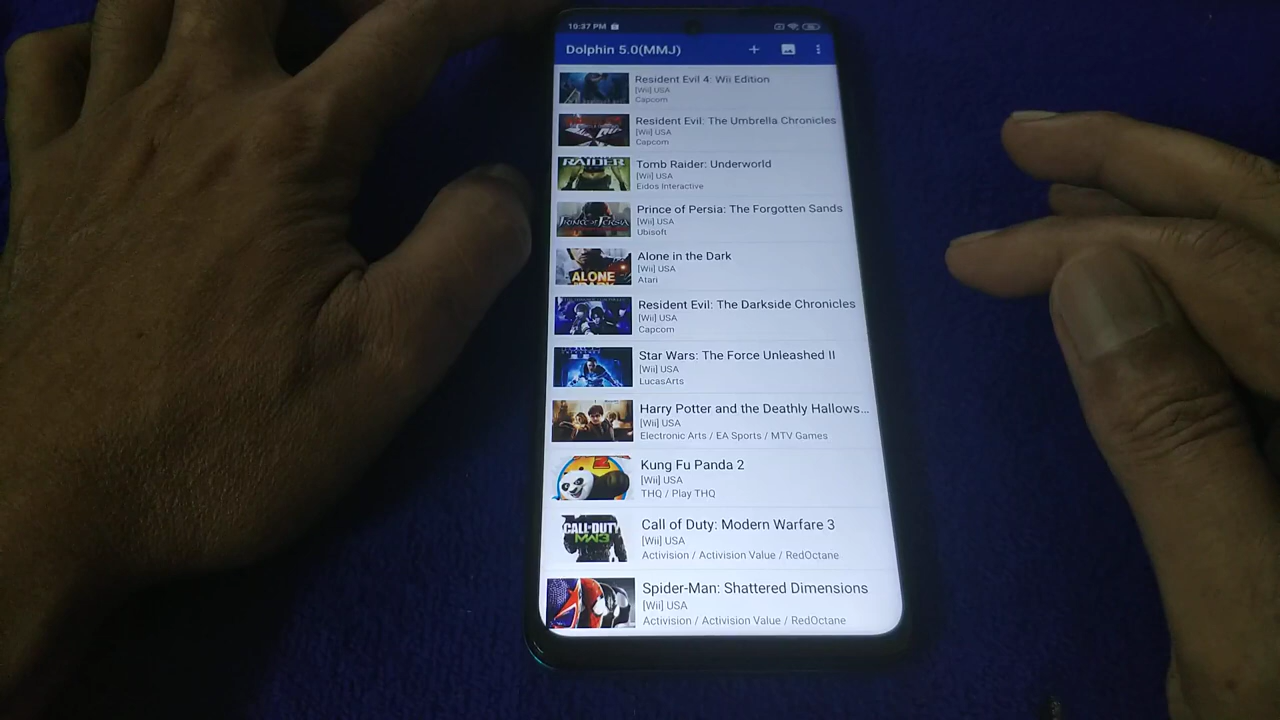 10:37 PM
Dolphin 5.0(MMJ)
Resident Evil 4: Wii Edition
[Wii] USA
Capcom
Resident Evil: The Umbrella Chronicles
[Wii] USA
Capcom
RAIDER
Tomb Raider: Underworld
[Wii] USA
Eidos Interactive
PRINCE OF PERSIA
Prince of Persia: The Forgotten Sands
[Wii] USA
Ubisoft
ALONE
Alone in the Dark
[Wii] USA
Atari
Resident Evil: The Darkside Chronicles
[Wii] USA
Capcom
Star Wars: The Force Unleashed II
[Wii] USA
LucasArts
Harry Potter and the Deathly Hallows...
[Wii] USA
Electronic Arts / EA Sports / MTV Games
2
Kung Fu Panda 2
[Wii] USA
THQ / Play THQ
CALL OF DUTY
MW3
Call of Duty: Modern Warfare 3
[Wii] USA
Activision / Activision Value / RedOctane
Spider-Man: Shattered Dimensions
[Wii] USA
Activision / Activision Value / RedOctane